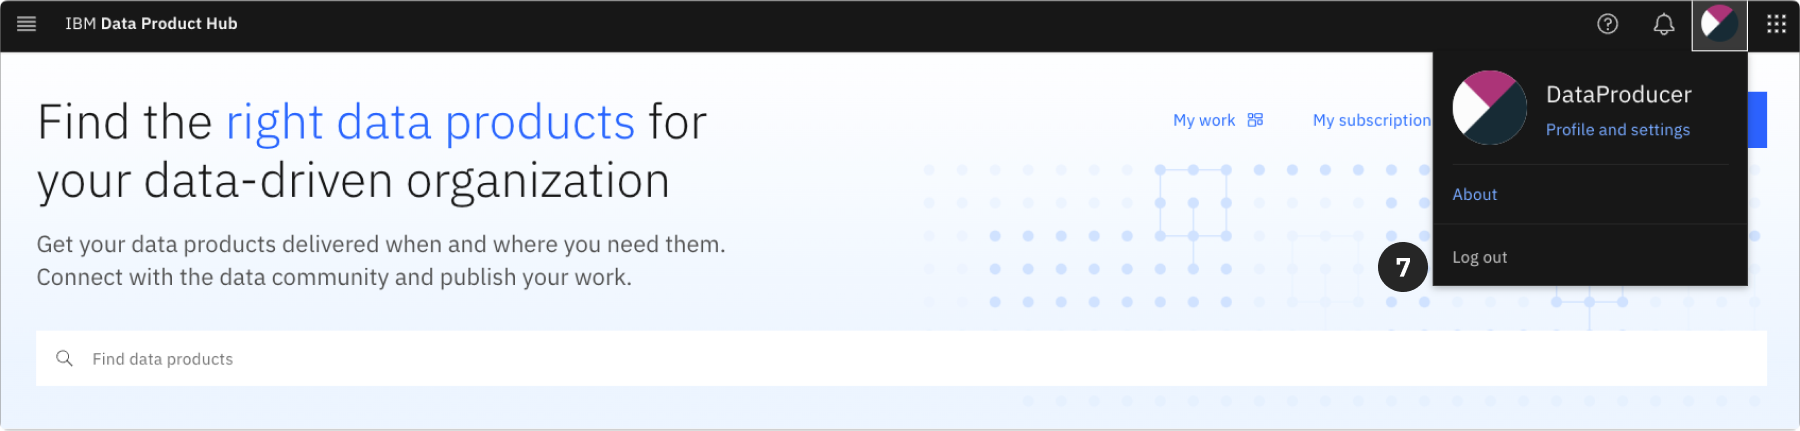 IBM Data Product Hub
Find the right data products for
your data-driven organization
Get your data products delivered when and where you need them.
Connect with the data community and publish your work.
My work
My subscription
DataProducer
Profile and settings
About
7
Log out
Find data products